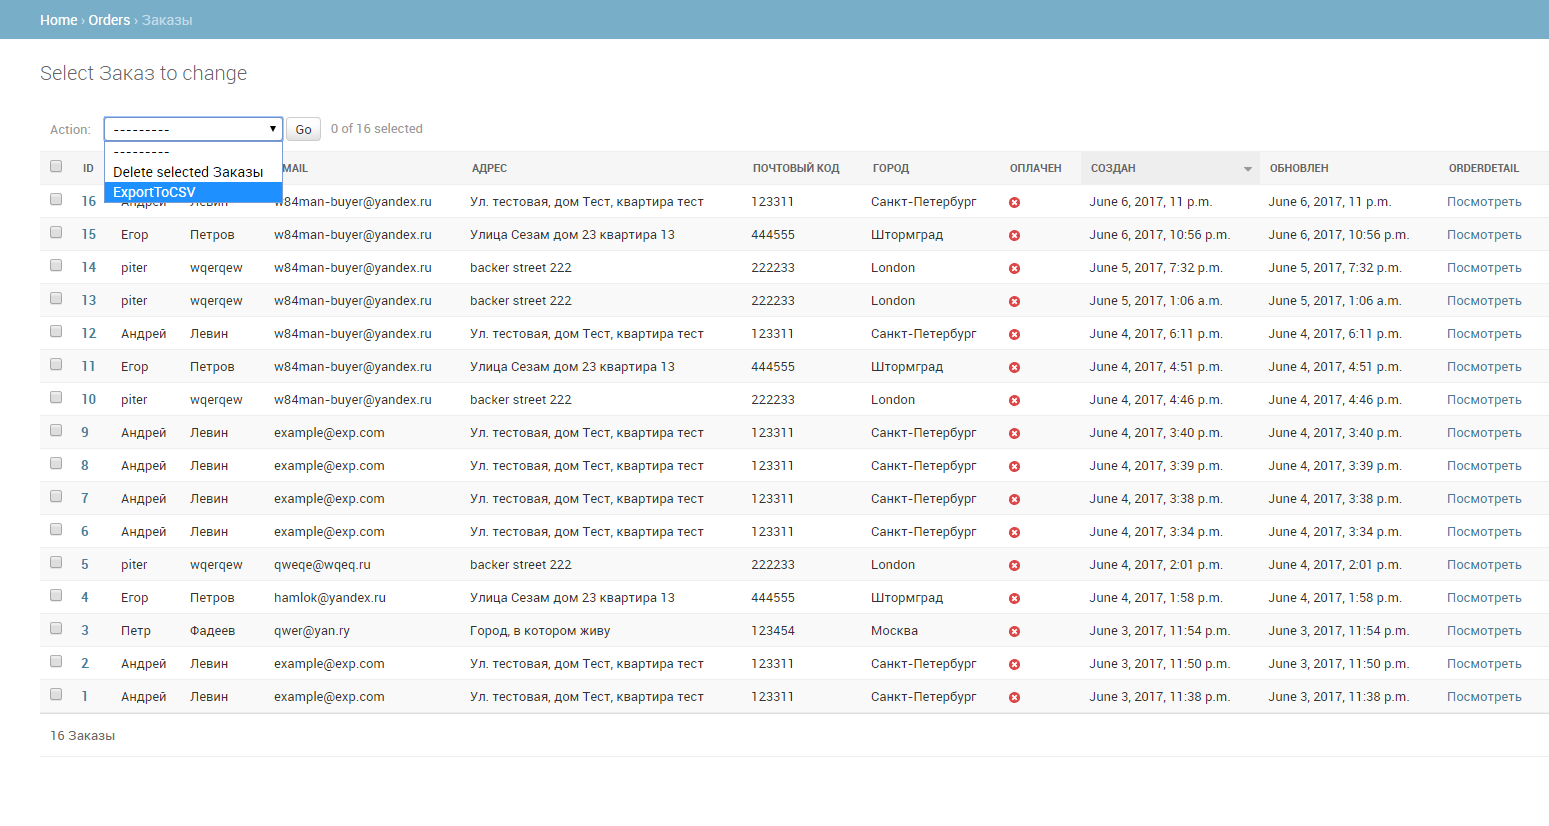 Home › Orders › Заказы
Select Заказ to change
Action: --------- Go 0 of 16 selected
---------
Delete selected Заказы
ExportToCSV
ID MAIL АДРЕС ПОЧТОВЫЙ КОД ГОРОД ОПЛАЧЕН СОЗДАН ОБНОВЛЕН ORDERDETAIL
16 Андрей Левин w84man-buyer@yandex.ru Ул. тестовая, дом Тест, квартира тест 123311 Санкт-Петербург June 6, 2017, 11 p.m. June 6, 2017, 11 p.m. Посмотреть
15 Егор Петров w84man-buyer@yandex.ru Улица Сезам дом 23 квартира 13 444555 Штормград June 6, 2017, 10:56 p.m. June 6, 2017, 10:56 p.m. Посмотреть
14 piter wqerqew w84man-buyer@yandex.ru backer street 222 222233 London June 5, 2017, 7:32 p.m. June 5, 2017, 7:32 p.m. Посмотреть
13 piter wqerqew w84man-buyer@yandex.ru backer street 222 222233 London June 5, 2017, 1:06 a.m. June 5, 2017, 1:06 a.m. Посмотреть
12 Андрей Левин w84man-buyer@yandex.ru Ул. тестовая, дом Тест, квартира тест 123311 Санкт-Петербург June 4, 2017, 6:11 p.m. June 4, 2017, 6:11 p.m. Посмотреть
11 Егор Петров w84man-buyer@yandex.ru Улица Сезам дом 23 квартира 13 444555 Штормград June 4, 2017, 4:51 p.m. June 4, 2017, 4:51 p.m. Посмотреть
10 piter wqerqew w84man-buyer@yandex.ru backer street 222 222233 London June 4, 2017, 4:46 p.m. June 4, 2017, 4:46 p.m. Посмотреть
9 Андрей Левин example@exp.com Ул. тестовая, дом Тест, квартира тест 123311 Санкт-Петербург June 4, 2017, 3:40 p.m. June 4, 2017, 3:40 p.m. Посмотреть
8 Андрей Левин example@exp.com Ул. тестовая, дом Тест, квартира тест 123311 Санкт-Петербург June 4, 2017, 3:39 p.m. June 4, 2017, 3:39 p.m. Посмотреть
7 Андрей Левин example@exp.com Ул. тестовая, дом Тест, квартира тест 123311 Санкт-Петербург June 4, 2017, 3:38 p.m. June 4, 2017, 3:38 p.m. Посмотреть
6 Андрей Левин example@exp.com Ул. тестовая, дом Тест, квартира тест 123311 Санкт-Петербург June 4, 2017, 3:34 p.m. June 4, 2017, 3:34 p.m. Посмотреть
5 piter wqerqew qweqe@wqeq.ru backer street 222 222233 London June 4, 2017, 2:01 p.m. June 4, 2017, 2:01 p.m. Посмотреть
4 Егор Петров hamlok@yandex.ru Улица Сезам дом 23 квартира 13 444555 Штормград June 4, 2017, 1:58 p.m. June 4, 2017, 1:58 p.m. Посмотреть
3 Петр Фадеев qwer@yan.ry Город, в котором живу 123454 Москва June 3, 2017, 11:54 p.m. June 3, 2017, 11:54 p.m. Посмотреть
2 Андрей Левин example@exp.com Ул. тестовая, дом Тест, квартира тест 123311 Санкт-Петербург June 3, 2017, 11:50 p.m. June 3, 2017, 11:50 p.m. Посмотреть
1 Андрей Левин example@exp.com Ул. тестовая, дом Тест, квартира тест 123311 Санкт-Петербург June 3, 2017, 11:38 p.m. June 3, 2017, 11:38 p.m. Посмотреть
16 Заказы